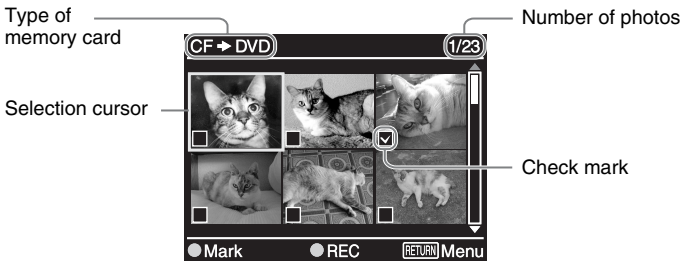 Type of
memory card
Number of photos
CF ➔ DVD
1/23
Selection cursor
Check mark
Mark
REC
RETURN Menu